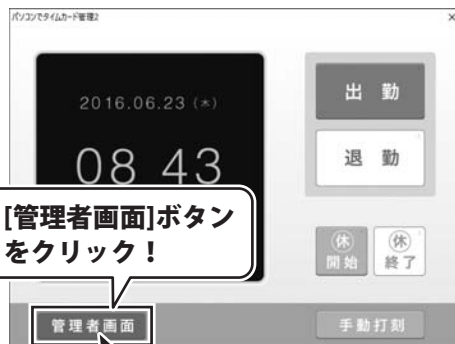 パソコンでタイムカード管理2
×
2016.06.23 (木)
08 43
出勤
退勤
[管理者画面]ボタン
をクリック！
㊡
開始
㊡
終了
管理者画面
手動打刻